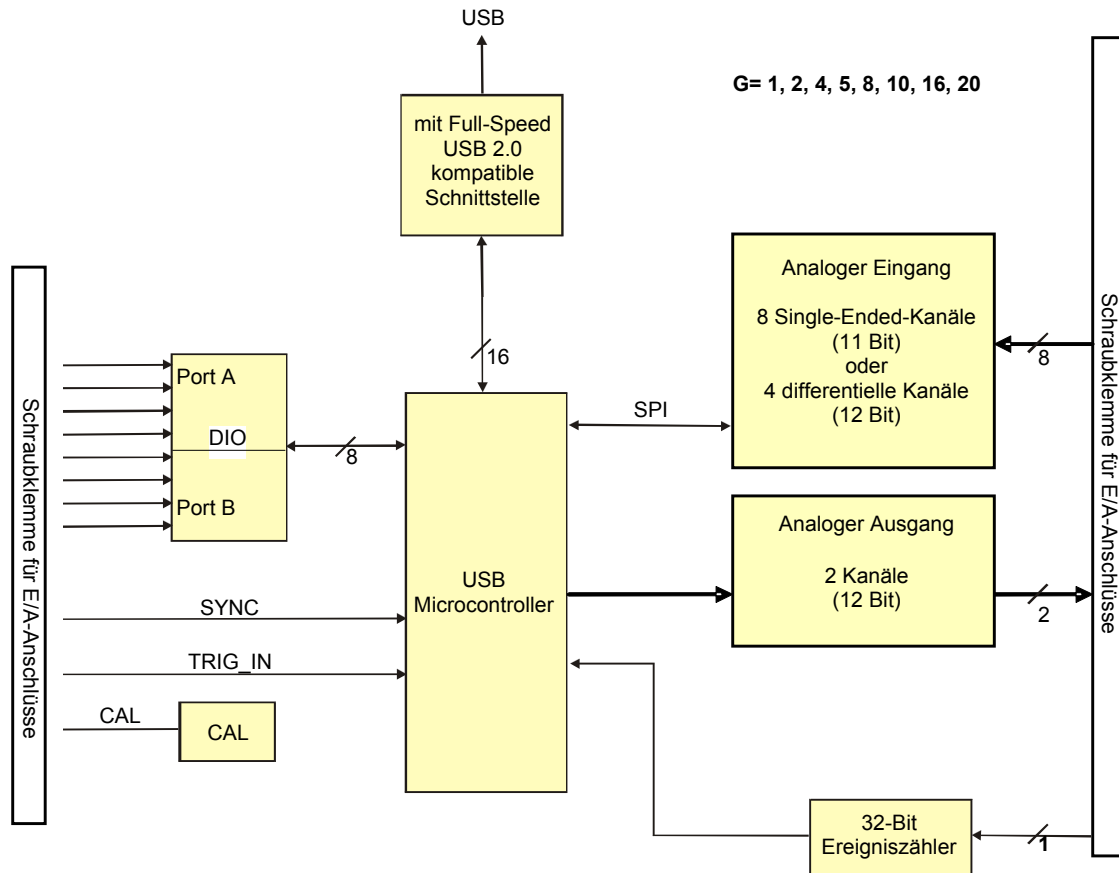 USB
G= 1, 2, 4, 5, 8, 10, 16, 20
mit Full-Speed
USB 2.0
kompatible
Schnittstelle
16
Analoger Eingang
8 Single-Ended-Kanäle
(11 Bit)
oder
4 differentielle Kanäle
(12 Bit)
8
SPI
Schraubklemme für E/A-Anschlüsse
Port A
DIO
Port B
8
USB
Microcontroller
Analoger Ausgang
2 Kanäle
(12 Bit)
2
SYNC
TRIG_IN
CAL
CAL
32-Bit
Ereigniszähler
1
Schraubklemme für E/A-Anschlüsse